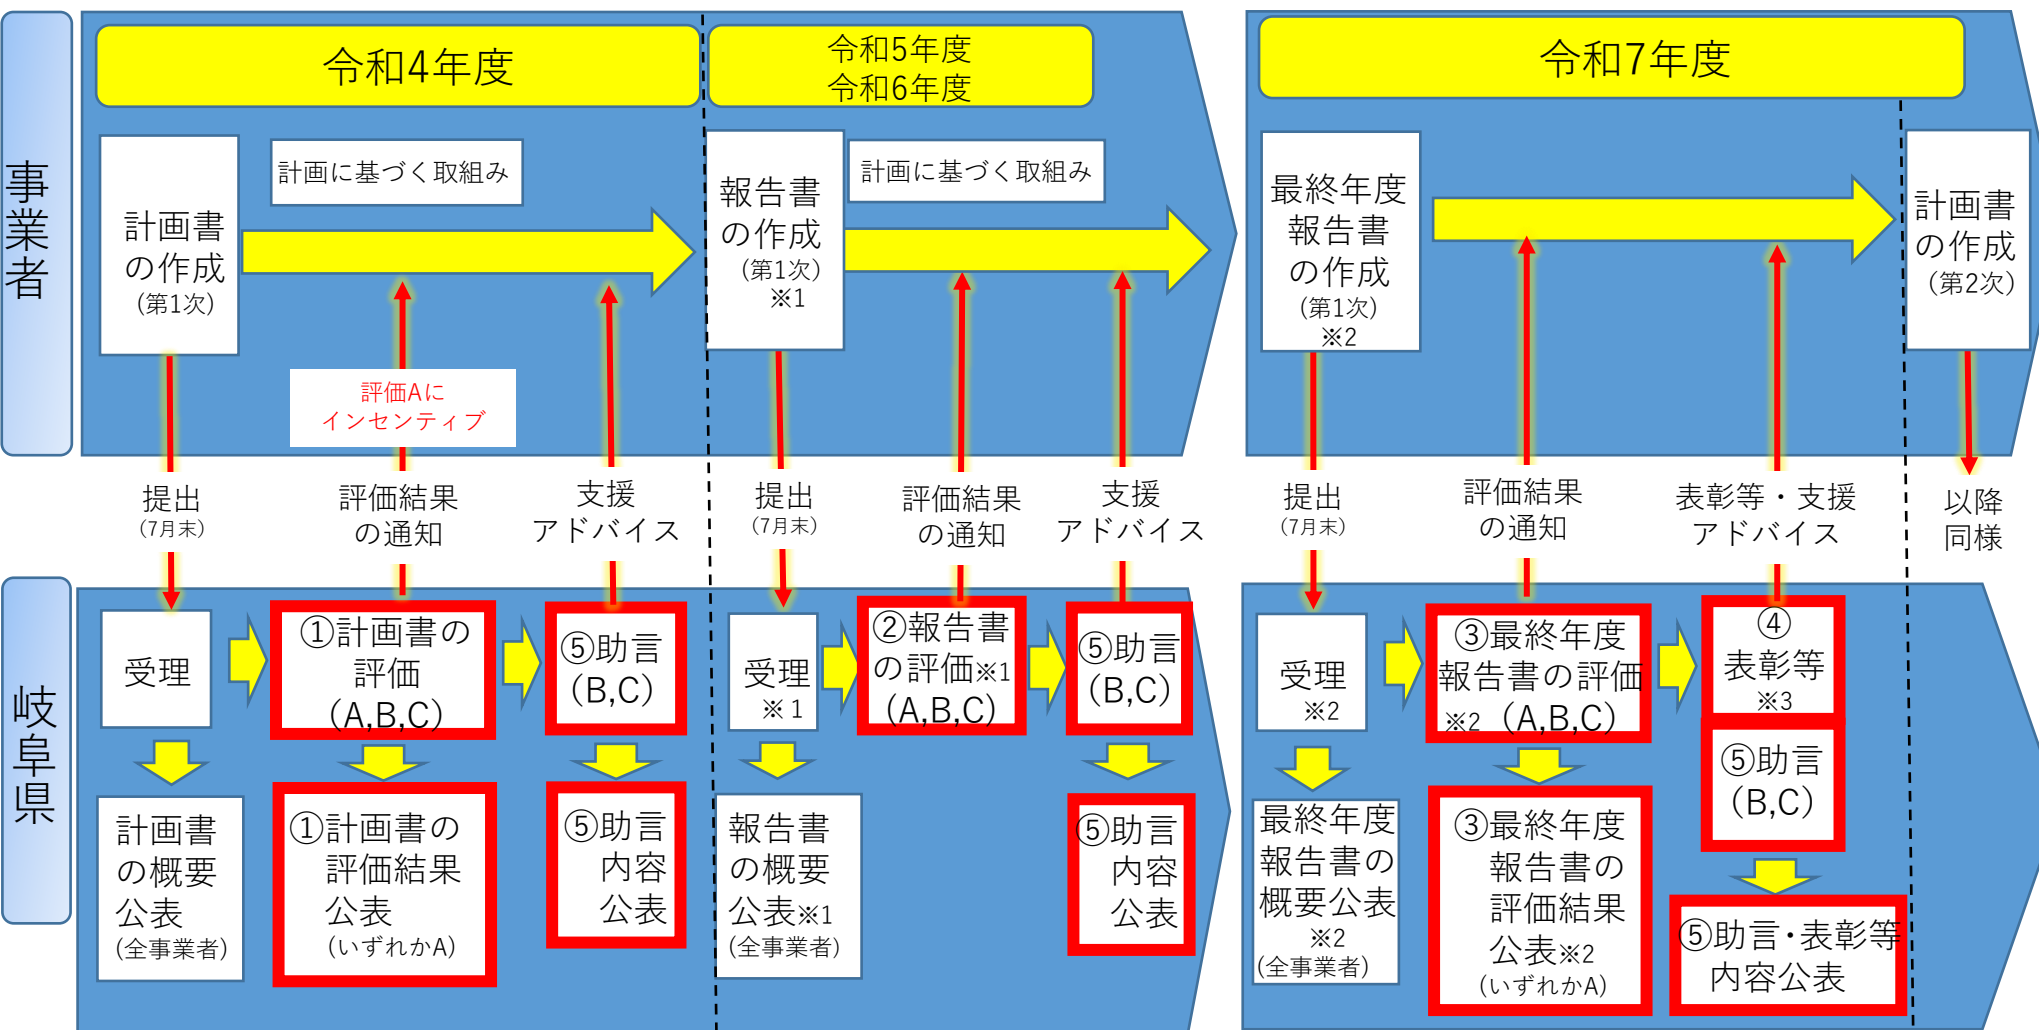 事業者
令和4年度
令和5年度
令和6年度
令和7年度
計画書
の作成
(第1次)
計画に基づく取組み
報告書
の作成
(第1次)
※1
計画に基づく取組み
最終年度
報告書
の作成
(第1次)
※2
計画書
の作成
(第2次)
評価Aに
インセンティブ
提出
(7月末)
評価結果
の通知
支援
アドバイス
提出
(7月末)
評価結果
の通知
支援
アドバイス
提出
(7月末)
評価結果
の通知
表彰等・支援
アドバイス
以降
同様
岐阜県
受理
①計画書の
評価
(A,B,C)
⑤助言
(B,C)
受理
※1
②報告書
の評価※1
(A,B,C)
⑤助言
(B,C)
受理
※2
③最終年度
報告書の評価
※2 (A,B,C)
④
表彰等
※3
⑤助言
(B,C)
計画書
の概要
公表
(全事業者)
①計画書の
評価結果
公表
(いずれかA)
⑤助言
内容
公表
報告書
の概要
公表※1
(全事業者)
⑤助言
内容
公表
最終年度
報告書の
概要公表
※2
(全事業者)
③最終年度
報告書の
評価結果
公表※2
(いずれかA)
⑤助言・表彰等
内容公表